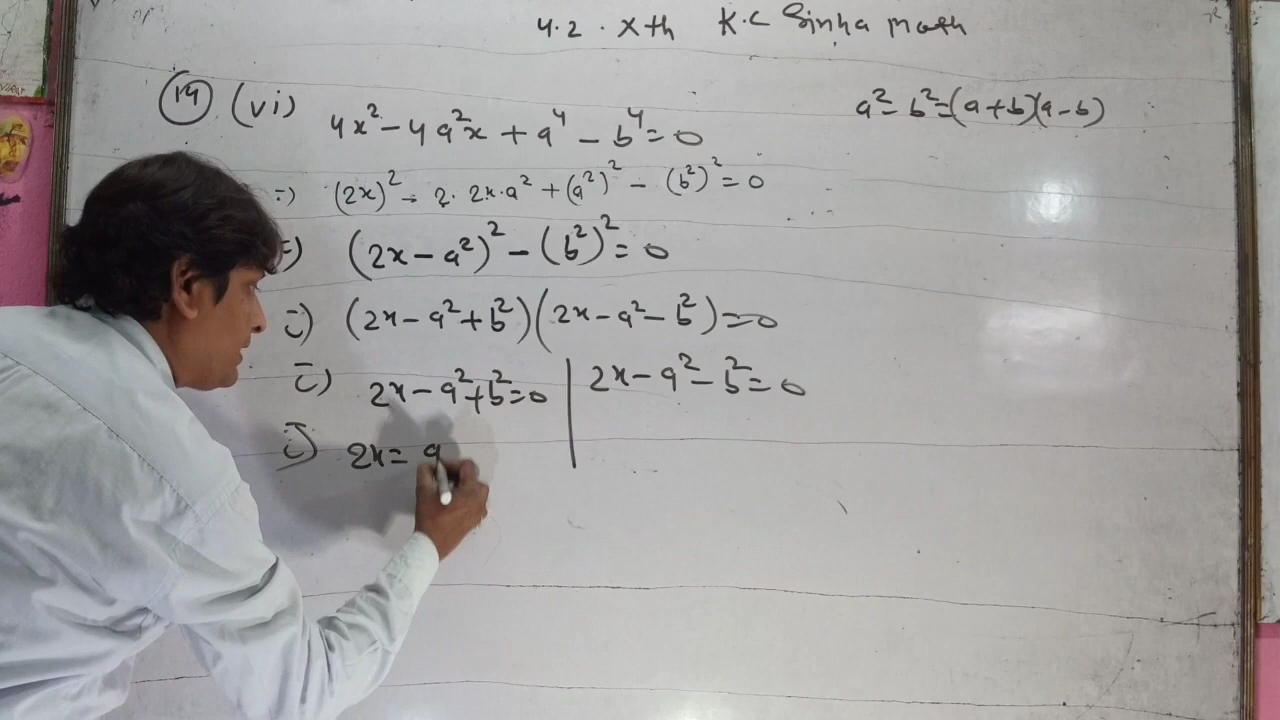 4.2 . Xth K.C Sinha Math
19 (vi) 4x² - 4a²x + a⁴ - b⁴ = 0
a² - b² = (a+b)(a-b)
=) (2x)² - 2. 2x.a² + (a²)² - (b²)² = 0
=) (2x - a²)² - (b²)² = 0
=) (2x - a² + b²)(2x - a² - b²) = 0
=) 2x - a² + b² = 0 | 2x - a² - b² = 0
=) 2x = a